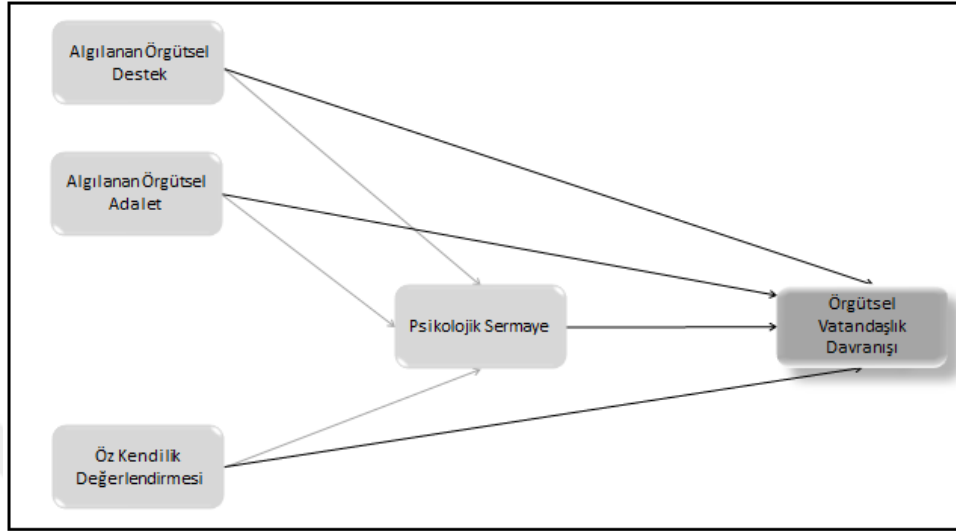 Algılanan Örgütsel
Destek
Algılanan Örgütsel
Adalet
Psikolojik Sermaye
Örgütsel
Vatandaşlık
Davranışı
Öz Kendilik
Değerlendirmesi